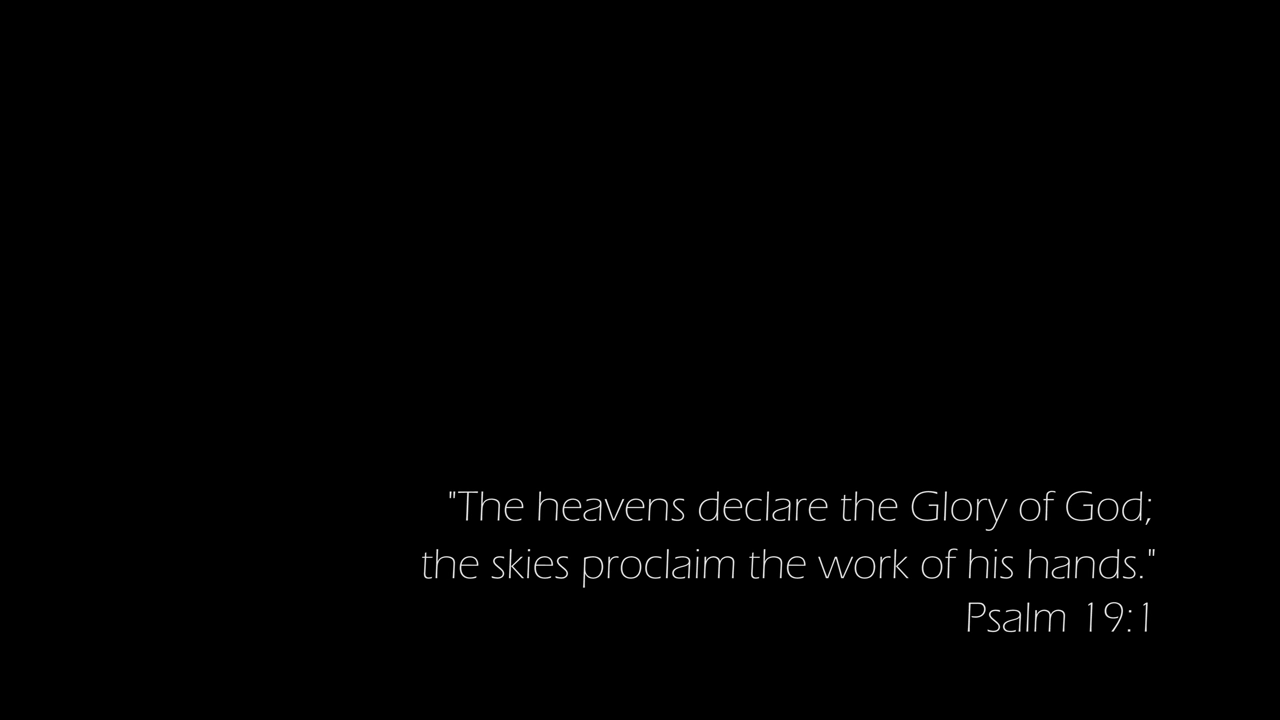 "The heavens declare the Glory of God;
the skies proclaim the work of his hands."
Psalm 19:1